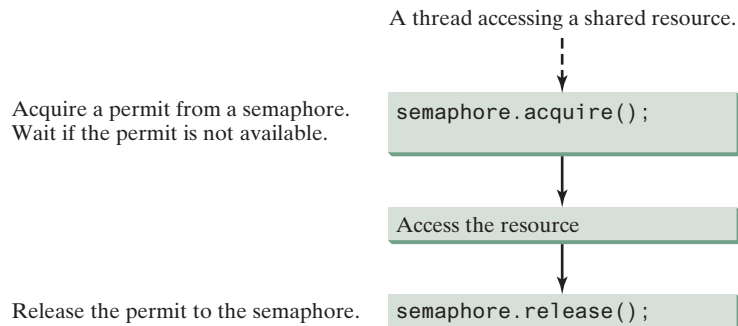 A thread accessing a shared resource.
Acquire a permit from a semaphore.
Wait if the permit is not available.
semaphore.acquire();
Access the resource
Release the permit to the semaphore.
semaphore.release();